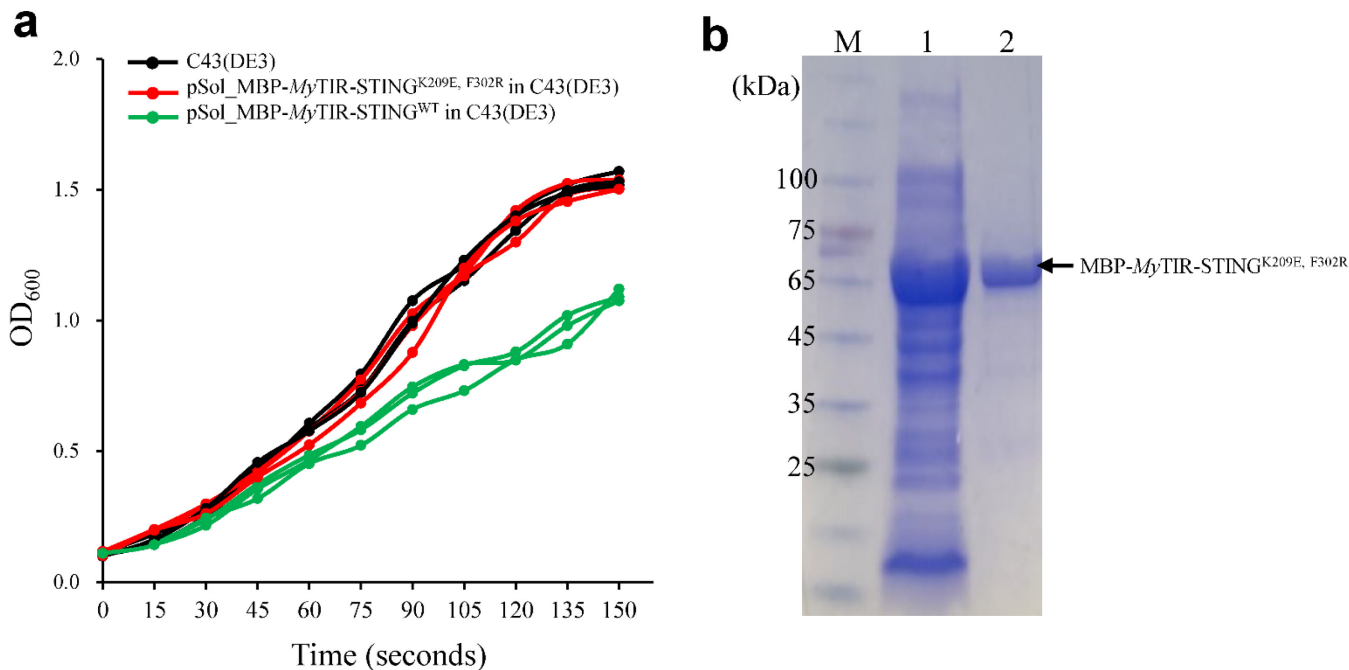 a
2.0
1.5
1.0
0.5
0.0
OD600
C43(DE3)
pSol_MBP-MyTIR-STINGK209E, F302R in C43(DE3)
pSol_MBP-MyTIR-STINGWT in C43(DE3)
0 15 30 45 60 75 90 105 120 135 150
Time (seconds)
b
M 1 2
(kDa)
100
75
65
45
35
25
MBP-MyTIR-STINGK209E, F302R